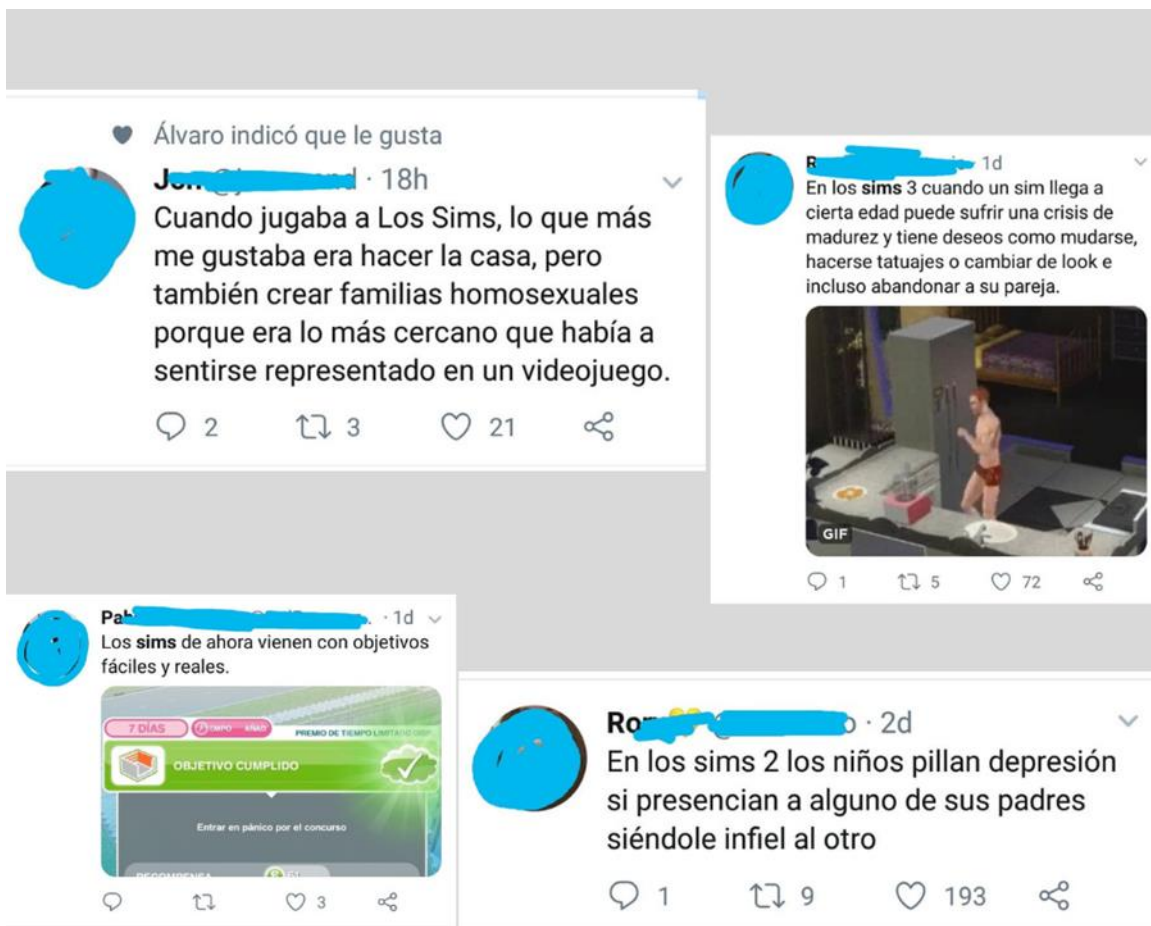 Álvaro indicó que le gusta
· 18h
Cuando jugaba a Los Sims, lo que más
me gustaba era hacer la casa, pero
también crear familias homosexuales
porque era lo más cercano que había a
sentirse representado en un videojuego.
2 3 21
R
1d
En los sims 3 cuando un sim llega a
cierta edad puede sufrir una crisis de
madurez y tiene deseos como mudarse,
hacerse tatuajes o cambiar de look e
incluso abandonar a su pareja.
GIF
1 5 72
· 1d
Los sims de ahora vienen con objetivos
fáciles y reales.
7 DÍAS
PREMIO DE TIEMPO LIMITADO
OBJETIVO CUMPLIDO
Entrar en pánico por el concurso
RECOMPENSA
3
· 2d
En los sims 2 los niños pillan depresión
si presencian a alguno de sus padres
siéndole infiel al otro
1 9 193